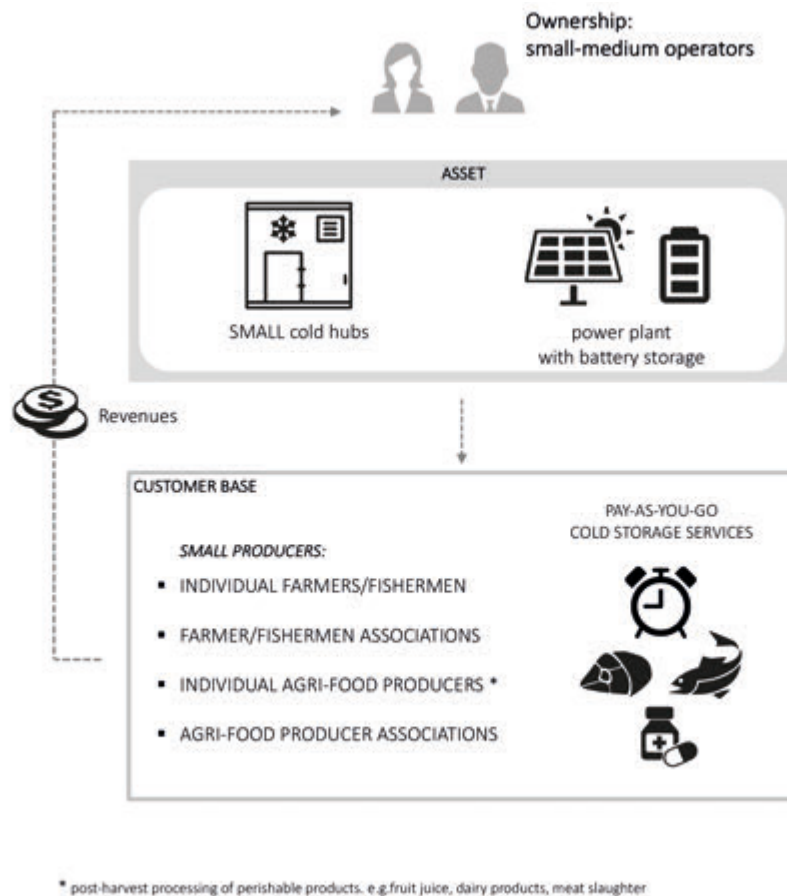 Ownership:
small-medium operators
ASSET
SMALL cold hubs
power plant
with battery storage
$
Revenues
CUSTOMER BASE
PAY-AS-YOU-GO
COLD STORAGE SERVICES
SMALL PRODUCERS:
▪ INDIVIDUAL FARMERS/FISHERMEN
▪ FARMER/FISHERMEN ASSOCIATIONS
▪ INDIVIDUAL AGRI-FOOD PRODUCERS *
▪ AGRI-FOOD PRODUCER ASSOCIATIONS
* post-harvest processing of perishable products. e.g.fruit juice, dairy products, meat slaughter